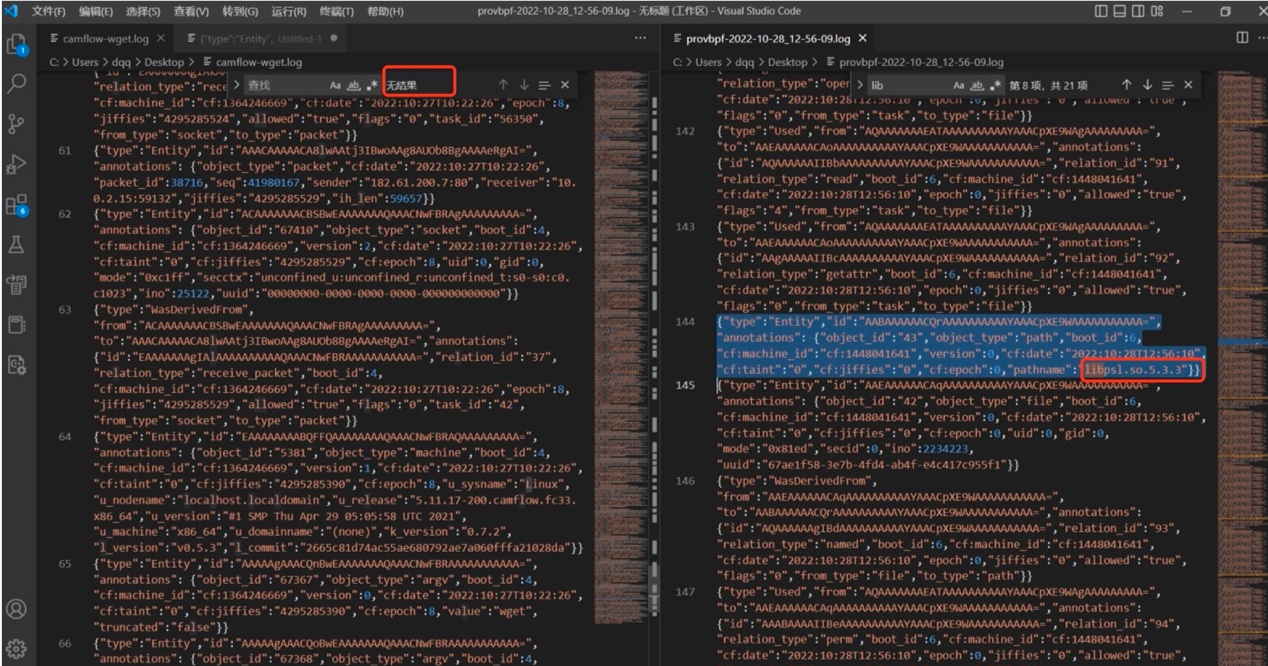 文件(F) 编辑(E) 选择(S) 查看(V) 转到(G) 运行(R) 终端(T) 帮助(H) provbpf-2022-10-28_12-56-09.log - 无标题 (工作区) - Visual Studio Code
camflow-wget.log {"type":"Entity", Untitled-1
C: > Users > dqq > Desktop > camflow-wget.log
查找 Aa ab 无结果
relation_type":"rece
"cf:machine_id":"cf:1364246669","cf:date":"2022:10:27T10:22:26","epoch":8,
"jiffies":"4295285524","allowed":"true","flags":"0","task_id":"56350",
"from_type":"socket","to_type":"packet"}}
61 {"type":"Entity","id":"AAACAAAAACA8lwAAtj3IBwoAAg8AUOb8BgAAAAeRgAI=",
"annotations": {"object_type":"packet","cf:date":"2022:10:27T10:22:26",
"packet_id":38716,"seq":41980167,"sender":"182.61.200.7:80","receiver":"10.
0.2.15:59132","jiffies":"4295285529","ih_len":59657}}
62 {"type":"Entity","id":
"annotations": {"object_id":"67410","object_type":"socket","boot_id":4,
"cf:machine_id":"cf:1364246669","version":2,"cf:date":"2022:10:27T10:22:26",
"cf:taint":"0","cf:jiffies":"4295285529","cf:epoch":8,"uid":0,"gid":0,
"mode":"0xc1ff","secctx":"unconfined_u:unconfined_r:unconfined_t:s0-s0:c0.
c1023","ino":25122,"uuid":"00000000-0000-0000-0000-000000000000"}}
63 {"type":"WasDerivedFrom",
"from":
"to":"AAACAAAAACA8lwAAtj3IBwoAAg8AUOb8BgAAAAeRgAI=","annotations":
{"id": "relation_id":"37",
"relation_type":"receive_packet","boot_id":4,
"cf:machine_id":"cf:1364246669","cf:date":"2022:10:27T10:22:26","epoch":8,
"jiffies":"4295285529","allowed":"true","flags":"0","task_id":"42",
"from_type":"socket","to_type":"packet"}}
64 {"type":"Entity","id":
"annotations": {"object_id":"5381","object_type":"machine","boot_id":4,
"cf:machine_id":"cf:1364246669","version":1,"cf:date":"2022:10:27T10:22:26",
"cf:taint":"0","cf:jiffies":"4295285390","cf:epoch":8,"u_sysname":"Linux",
"u_nodename":"localhost.localdomain","u_release":"5.11.17-200.camflow.fc33.
x86_64","u_version":"#1 SMP Thu Apr 29 05:05:58 UTC 2021",
"u_machine":"x86_64","u_domainname":"(none)","k_version":"0.7.2",
"l_version":"v0.5.3","l_commit":"2665c81d74ac55ae680792ae7a060fffa21028da"}}
65 {"type":"Entity","id":
"annotations": {"object_id":"67367","object_type":"argv","boot_id":4,
"cf:machine_id":"cf:1364246669","version":0,"cf:date":"2022:10:27T10:22:26",
"cf:taint":"0","cf:jiffies":"4295285390","cf:epoch":8,"value":"wget",
"truncated":"false"}}
66 {"type":"Entity","id":
"annotations": {"object_id":"67368","object_type":"argv","boot_id":4,
provbpf-2022-10-28_12-56-09.log
C: > Users > dqq > Desktop > provbpf-2022-10-28_12-56-09.log
lib Aa ab 第 8 项，共 21 项
"relation_type":"ope
"cf:machine_id":"cf:1448041641",
"cf:date":"2022:10:28T12:56:10","epoch":0,"jiffies":"0","allowed":"true",
"flags":"0","from_type":"task","to_type":"file"}}
142 {"type":"Used","from":
"to": "annotations":
{"id": "relation_id":"91",
"relation_type":"read","boot_id":6,"cf:machine_id":"cf:1448041641",
"cf:date":"2022:10:28T12:56:10","epoch":0,"jiffies":"0","allowed":"true",
"flags":"4","from_type":"task","to_type":"file"}}
143 {"type":"Used","from":
"to": "annotations":
{"id": "relation_id":"92",
"relation_type":"getattr","boot_id":6,"cf:machine_id":"cf:1448041641",
"cf:date":"2022:10:28T12:56:10","epoch":0,"jiffies":"0","allowed":"true",
"flags":"0","from_type":"task","to_type":"file"}}
144 {"type":"Entity","id":
"annotations": {"object_id":"43","object_type":"path","boot_id":6,
"cf:machine_id":"cf:1448041641","version":0,"cf:date":"2022:10:28T12:56:10",
"cf:taint":"0","cf:jiffies":"0","cf:epoch":0,"pathname":"libpsl.so.5.3.3"}}
145 {"type":"Entity","id":
"annotations": {"object_id":"42","object_type":"file","boot_id":6,
"cf:machine_id":"cf:1448041641","version":0,"cf:date":"2022:10:28T12:56:10",
"cf:taint":"0","cf:jiffies":"0","cf:epoch":0,"uid":0,"gid":0,
"mode":"0x81ed","secid":0,"ino":2234223,
"uuid":"67ae1f58-3e7b-4fd4-ab4f-e4c417c955f1"}}
146 {"type":"WasDerivedFrom",
"from":
"to": "annotations":
{"id": "relation_id":"93",
"relation_type":"named","boot_id":6,"cf:machine_id":"cf:1448041641",
"cf:date":"2022:10:28T12:56:10","epoch":0,"jiffies":"0","allowed":"true",
"flags":"0","from_type":"file","to_type":"path"}}
147 {"type":"Used","from":
"to": "annotations":
{"id": "relation_id":"94",
"relation_type":"perm","boot_id":6,"cf:machine_id":"cf:1448041641",
"cf:date":"2022:10:28T12:56:10","epoch":0,"jiffies":"0","allowed":"true",